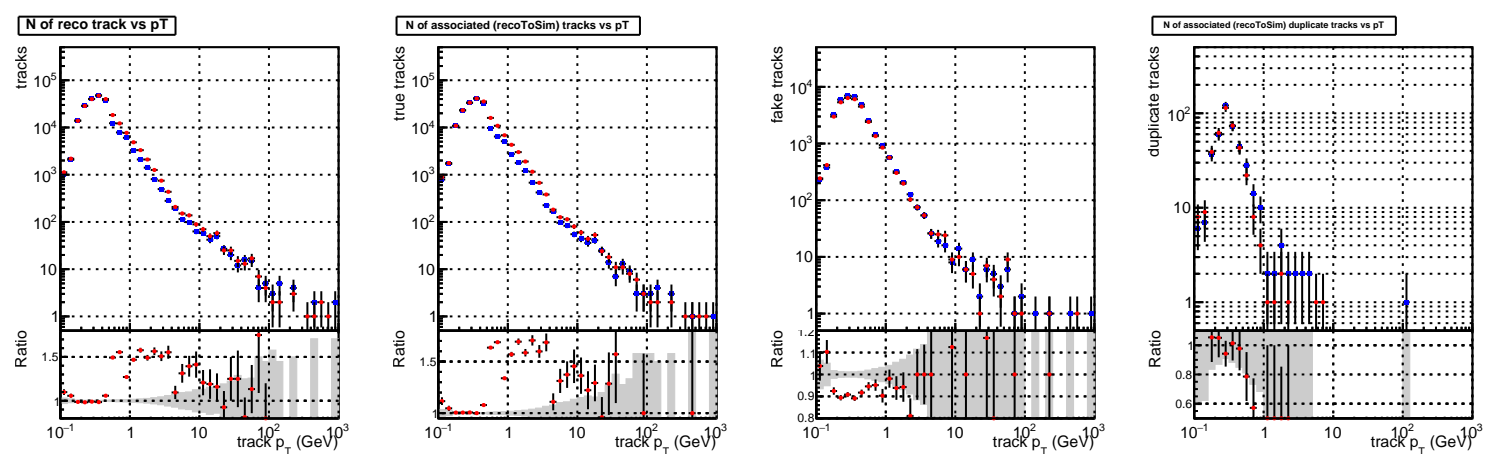 N of reco track vs pT
tracks
10^5
10^4
10^3
10^2
10
1
Ratio
1.5
1
10^-1 1 10 10^2 10^3
track p_T (GeV)
N of associated (recoToSim) tracks vs pT
true tracks
10^5
10^4
10^3
10^2
10
1
Ratio
1.5
1
10^-1 1 10 10^2 10^3
track p_T (GeV)
fake tracks
10^4
10^3
10^2
10
1
Ratio
1.2
1.1
1.0
0.9
0.8
10^-1 1 10 10^2 10^3
track p_T (GeV)
N of associated (recoToSim) duplicate tracks vs pT
duplicate tracks
10^2
10
1
Ratio
1
0.8
0.6
10^-1 1 10 10^2 10^3
track p_T (GeV)